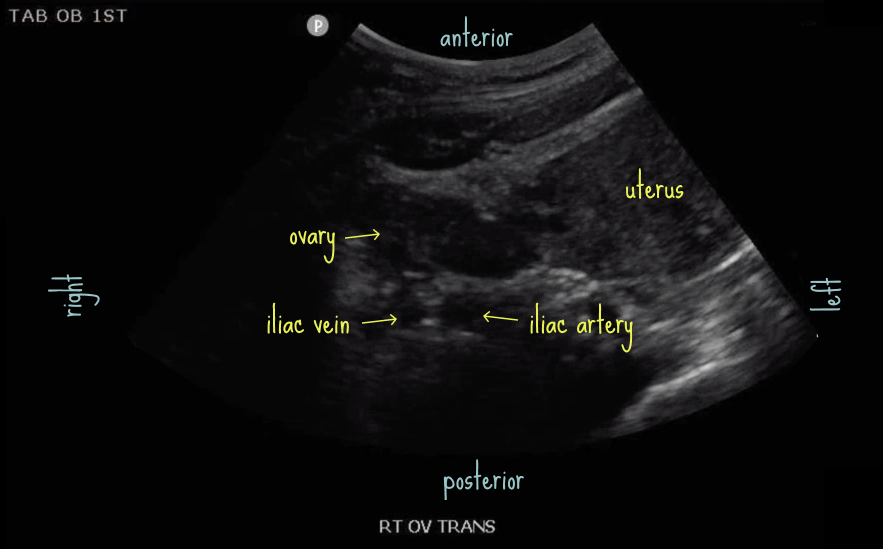 TAB OB 1ST
P
anterior
uterus
ovary
right
left
iliac vein
iliac artery
posterior
RT OV TRANS